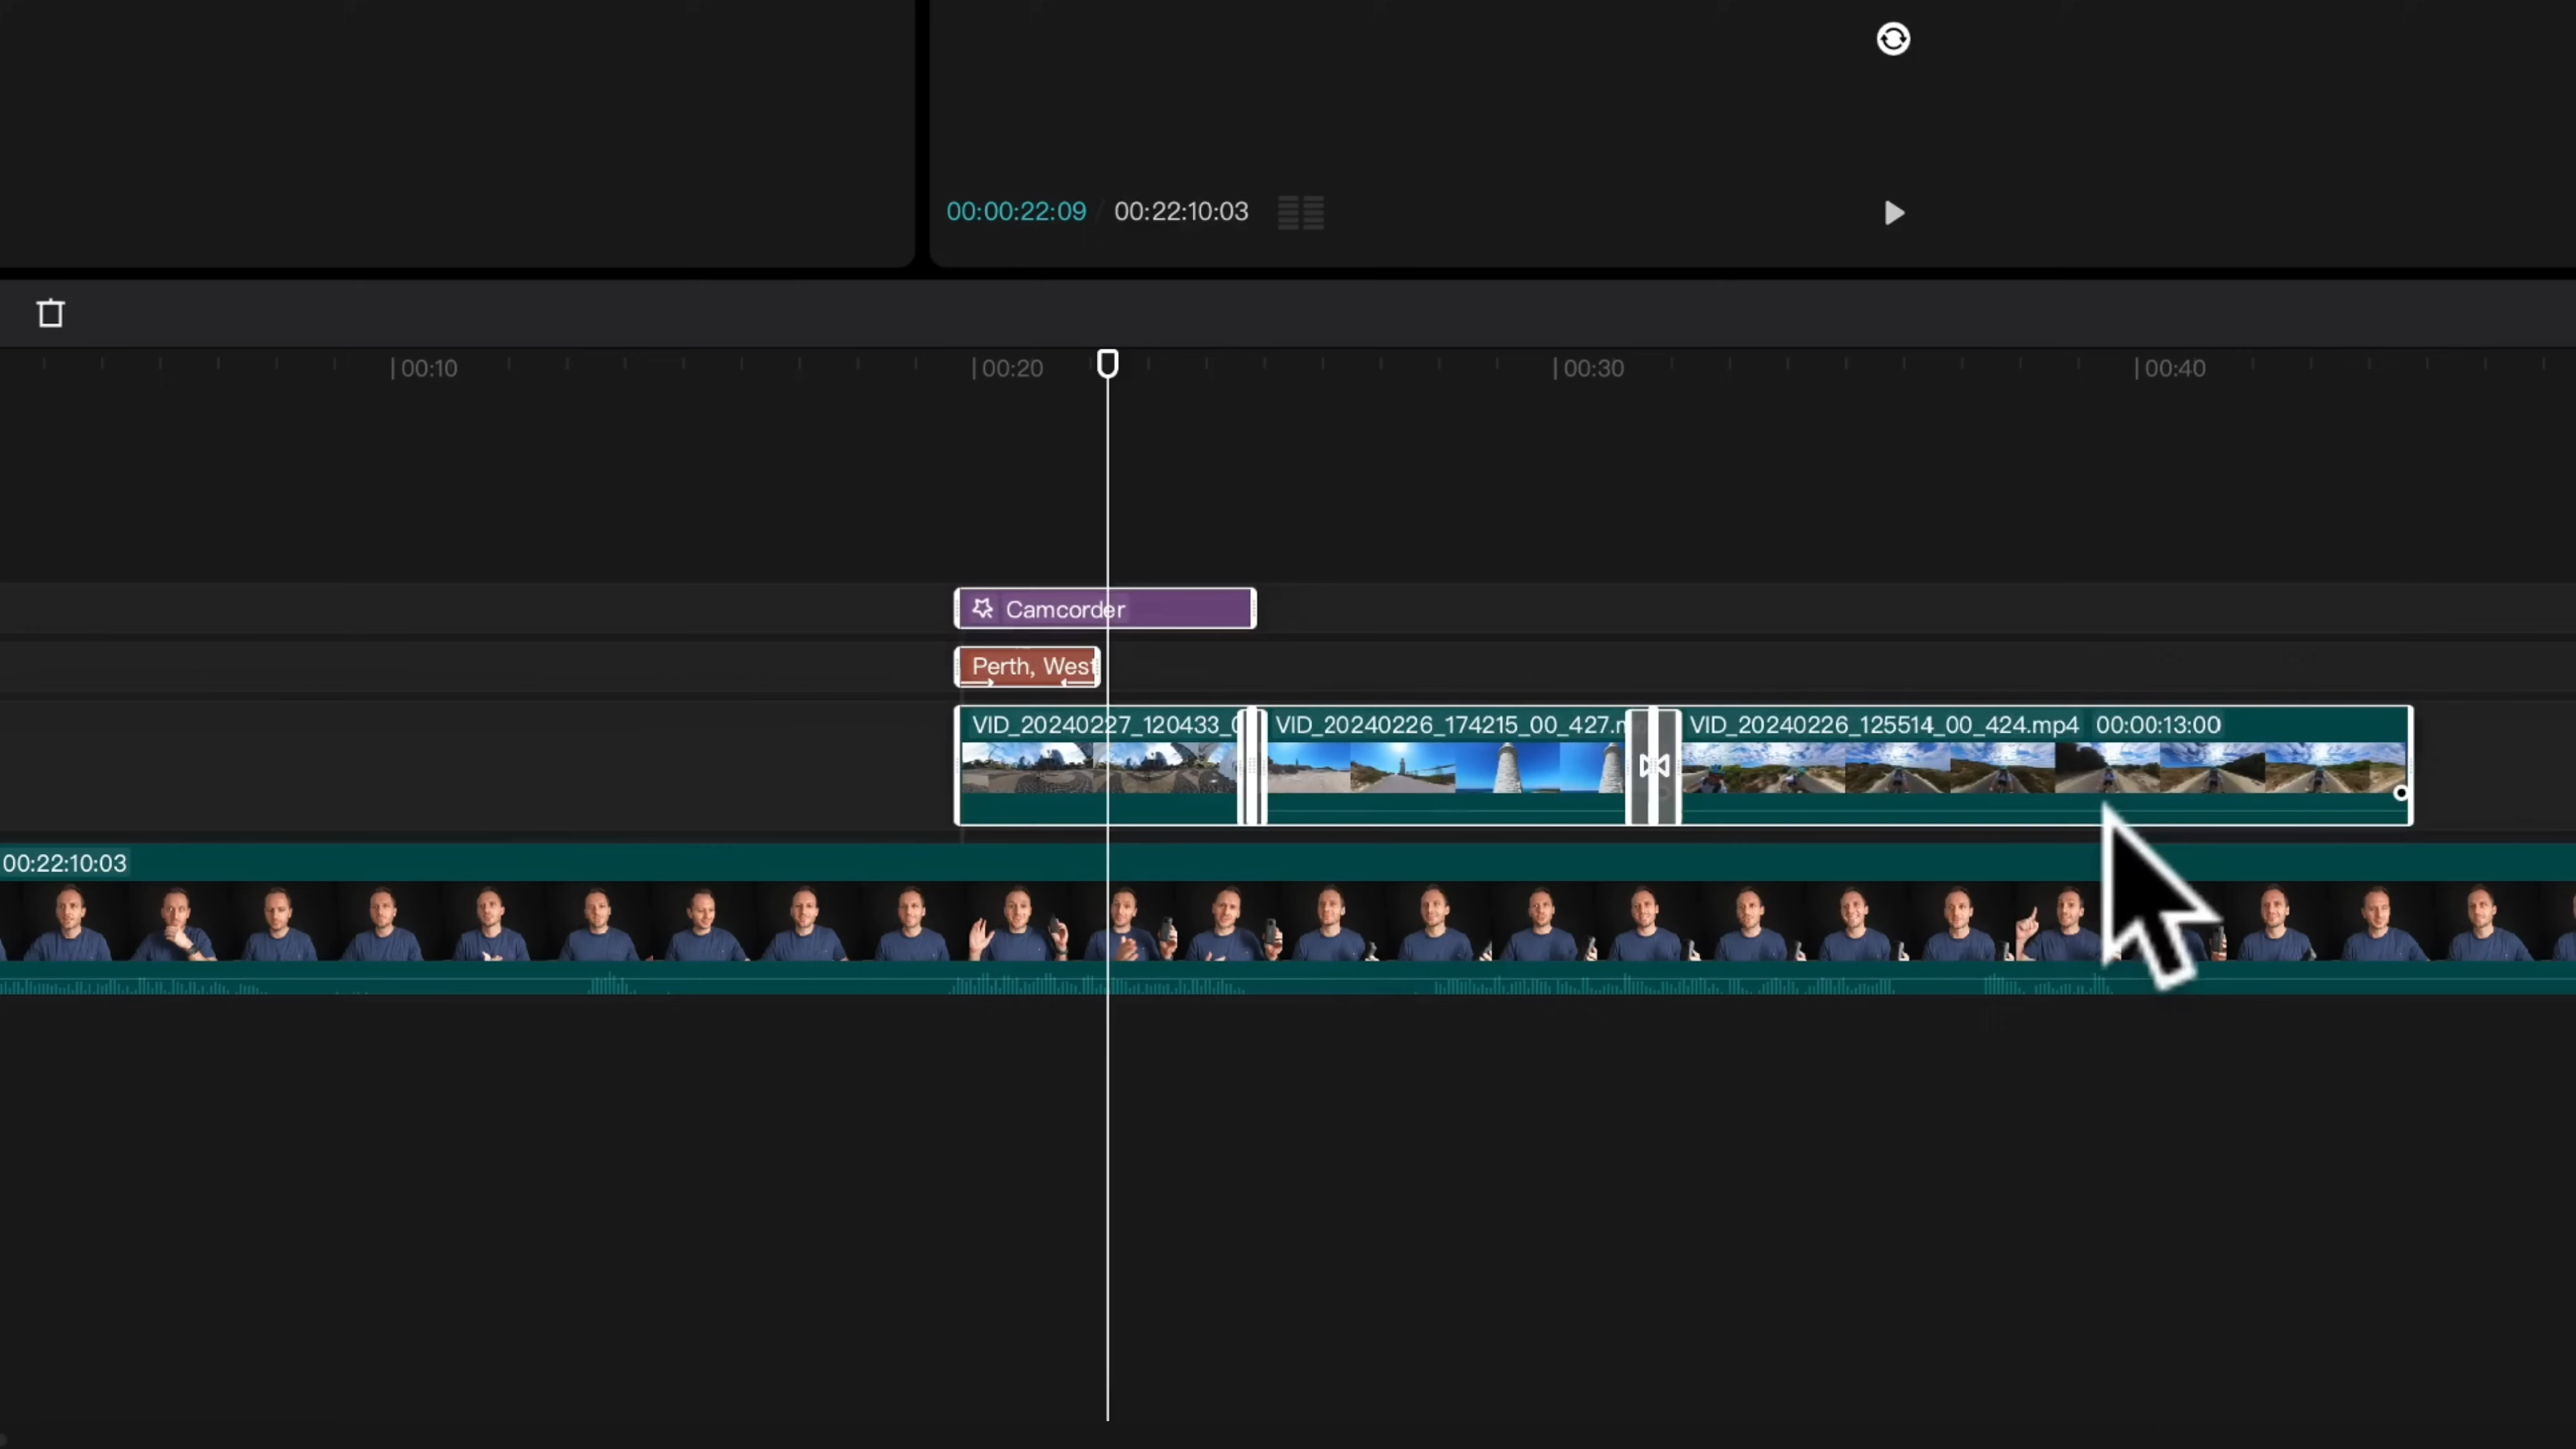 00:00:22:09 / 00:22:10:03
00:10
00:20
00:30
00:40
Camcorder
Perth, West
VID_20240227_120433_0
VID_20240226_174215_00_427.m
VID_20240226_125514_00_424.mp4 00:00:13:00
00:22:10:03